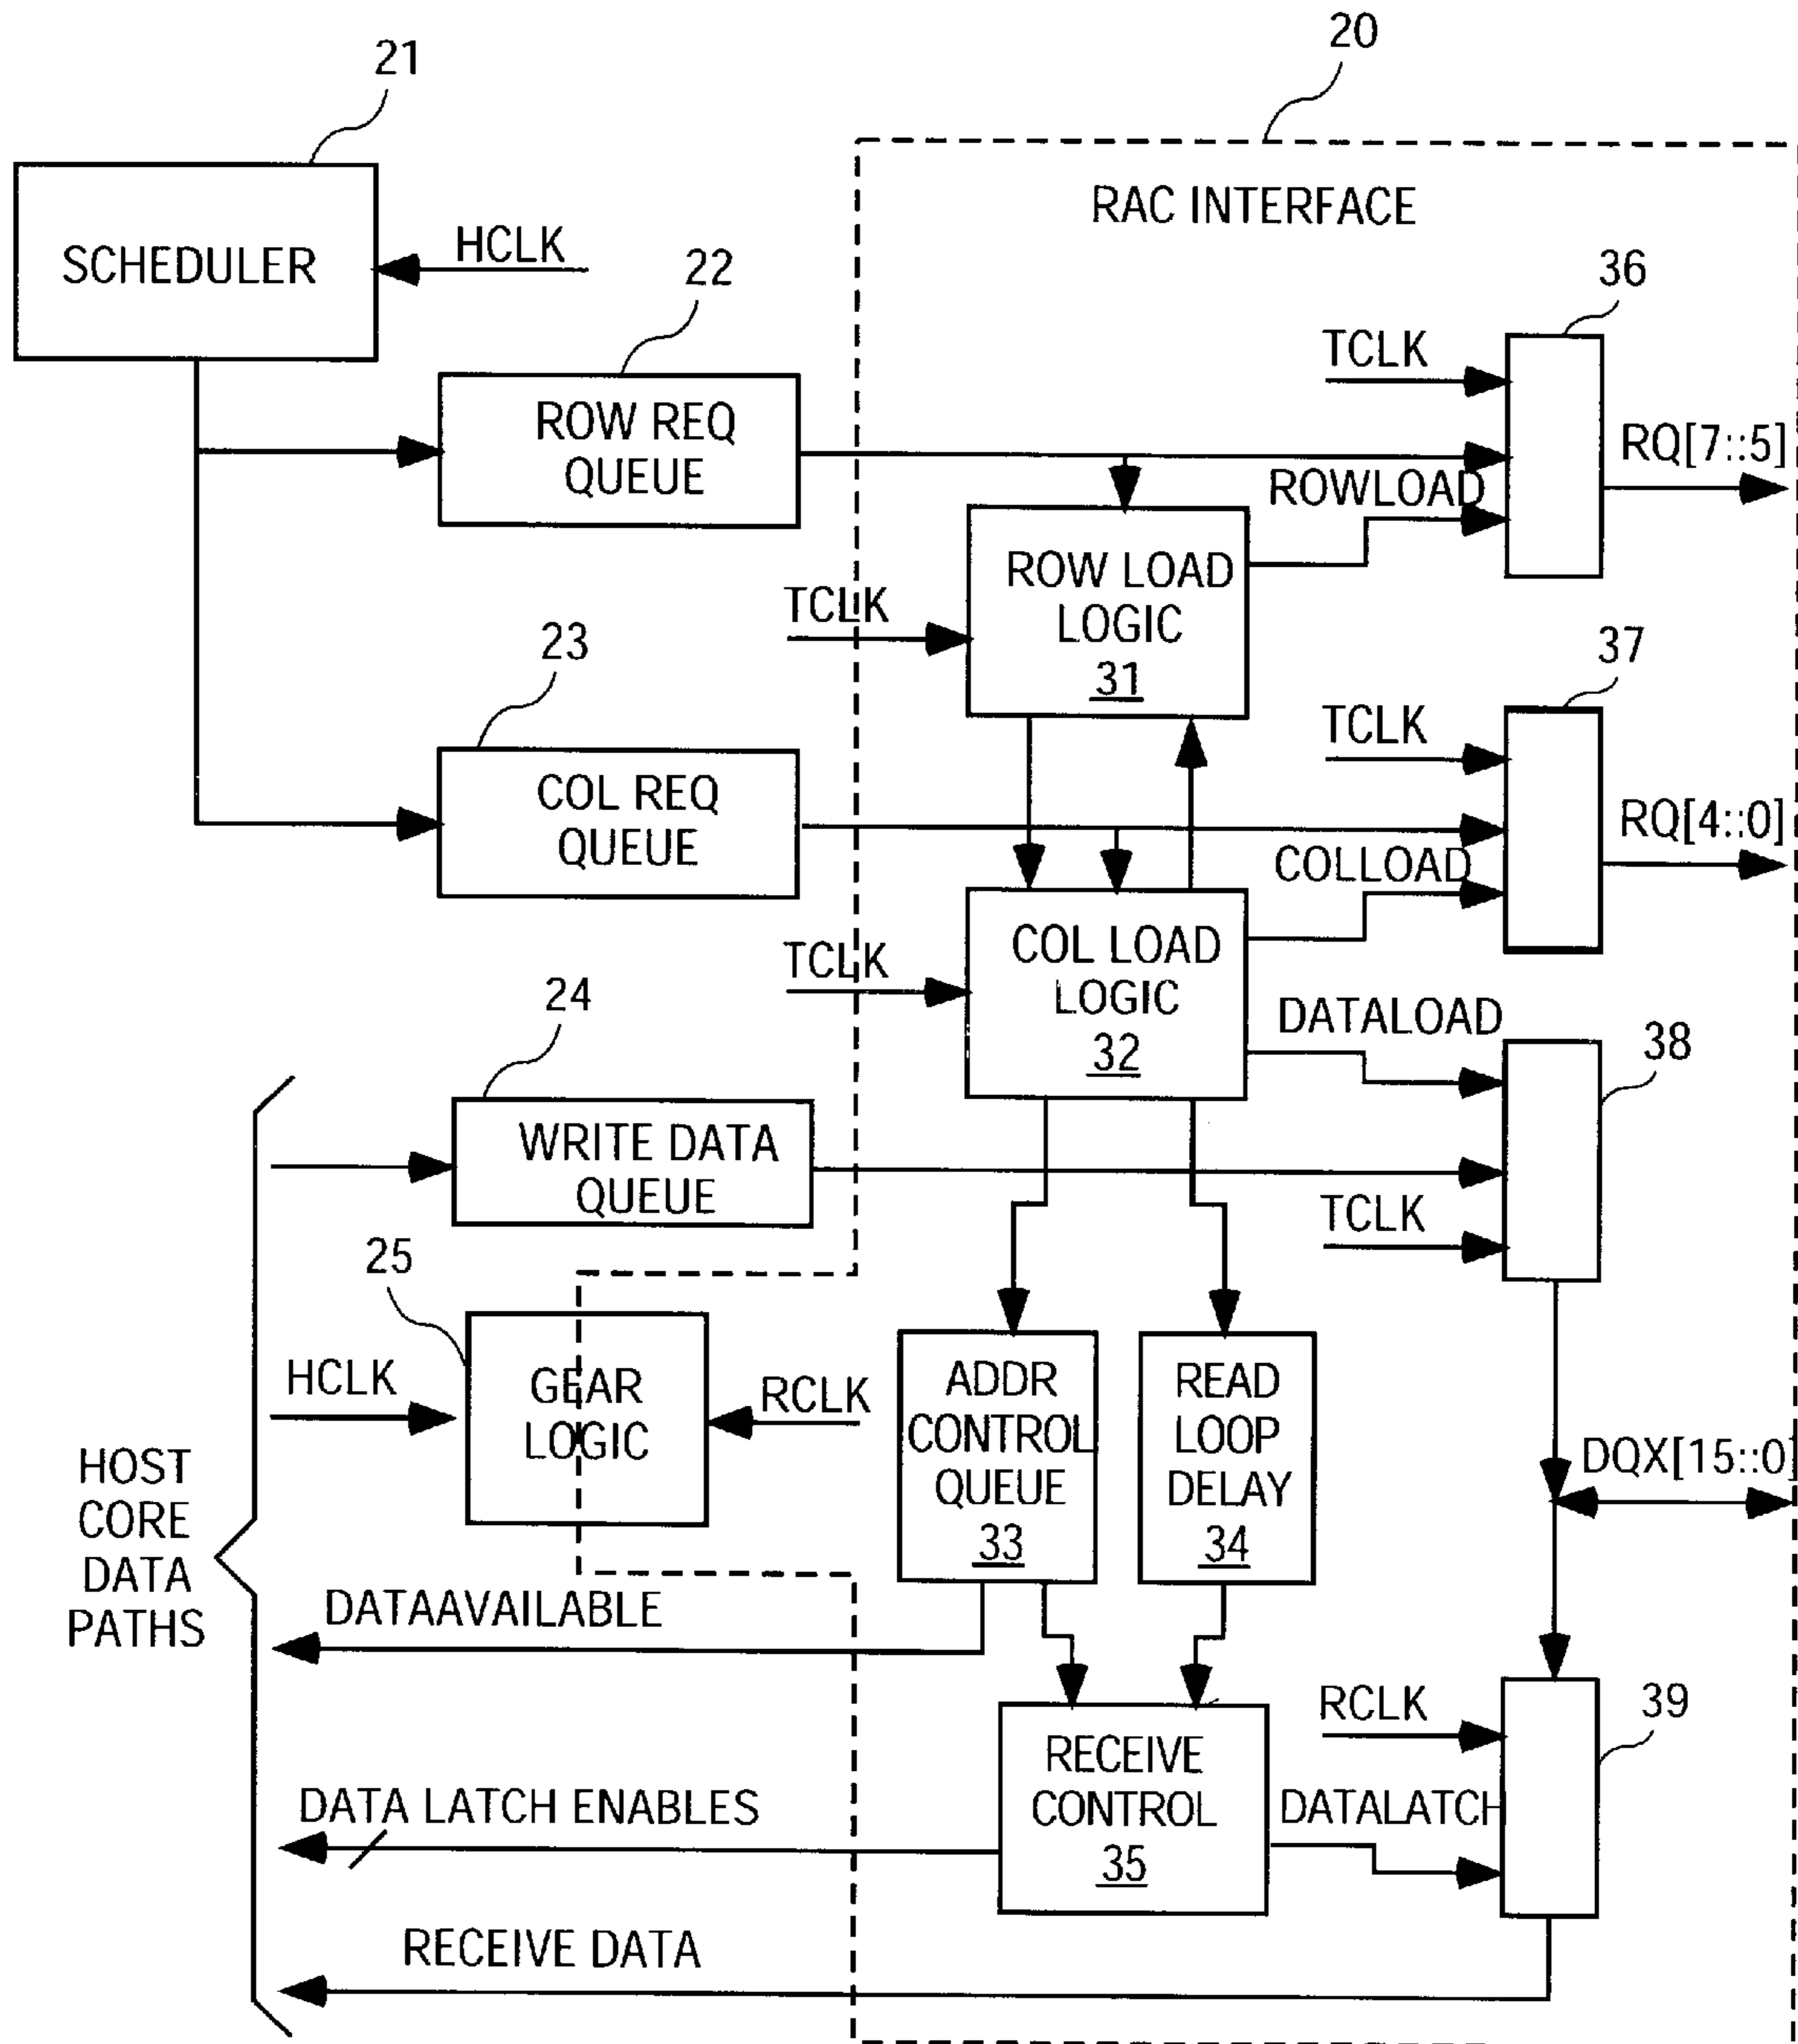 20
21
RAC INTERFACE
SCHEDULER
HCLK
22
36
TCLK
ROW REQ
QUEUE
RQ[7::5]
ROWLOAD
ROW LOAD
LOGIC
31
TCLK
23
37
TCLK
COL REQ
QUEUE
RQ[4::0]
COLLOAD
COL LOAD
LOGIC
32
TCLK
24
DATALOAD
38
WRITE DATA
QUEUE
TCLK
25
HCLK
GEAR
LOGIC
RCLK
ADDR
CONTROL
QUEUE
33
READ
LOOP
DELAY
34
DQX[15::0]
HOST
CORE
DATA
PATHS
DATAAVAILABLE
RCLK
39
RECEIVE
CONTROL
35
DATA LATCH ENABLES
DATALATCH
RECEIVE DATA